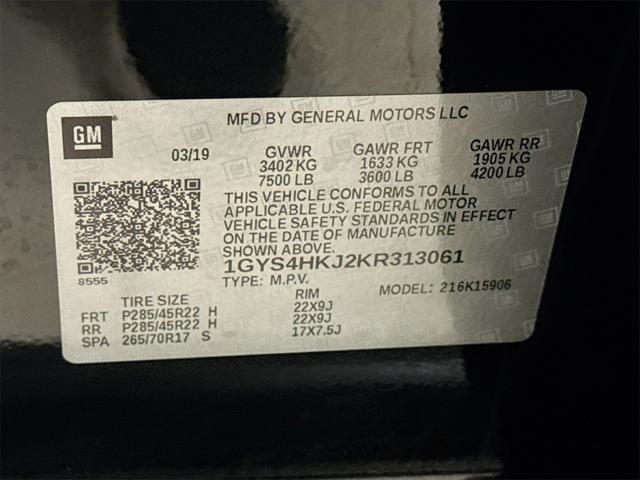 MFD BY GENERAL MOTORS LLC
GM
03/19 GVWR GAWR FRT GAWR RR
3402 KG 1633 KG 1905 KG
7500 LB 3600 LB 4200 LB
THIS VEHICLE CONFORMS TO ALL
APPLICABLE U.S. FEDERAL MOTOR
VEHICLE SAFETY STANDARDS IN EFFECT
ON THE DATE OF MANUFACTURE
SHOWN ABOVE.
8555
1GYS4HKJ2KR313061
TYPE: M.P.V. MODEL: 216K15906
TIRE SIZE RIM
FRT P285/45R22 H 22X9J
RR P285/45R22 H 22X9J
SPA 265/70R17 S 17X7.5J